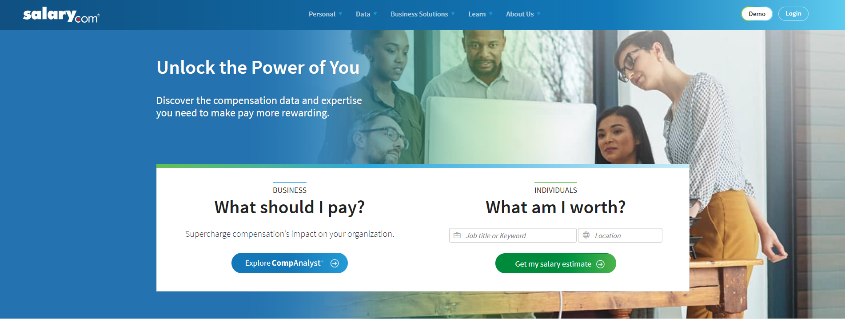 salary.com®
Personal
Data
Business Solutions
Learn
About Us
Demo
Login
Unlock the Power of You
Discover the compensation data and expertise
you need to make pay more rewarding.
BUSINESS
What should I pay?
Supercharge compensation's impact on your organization.
Explore CompAnalyst™
INDIVIDUALS
What am I worth?
Job title or Keyword
Location
Get my salary estimate